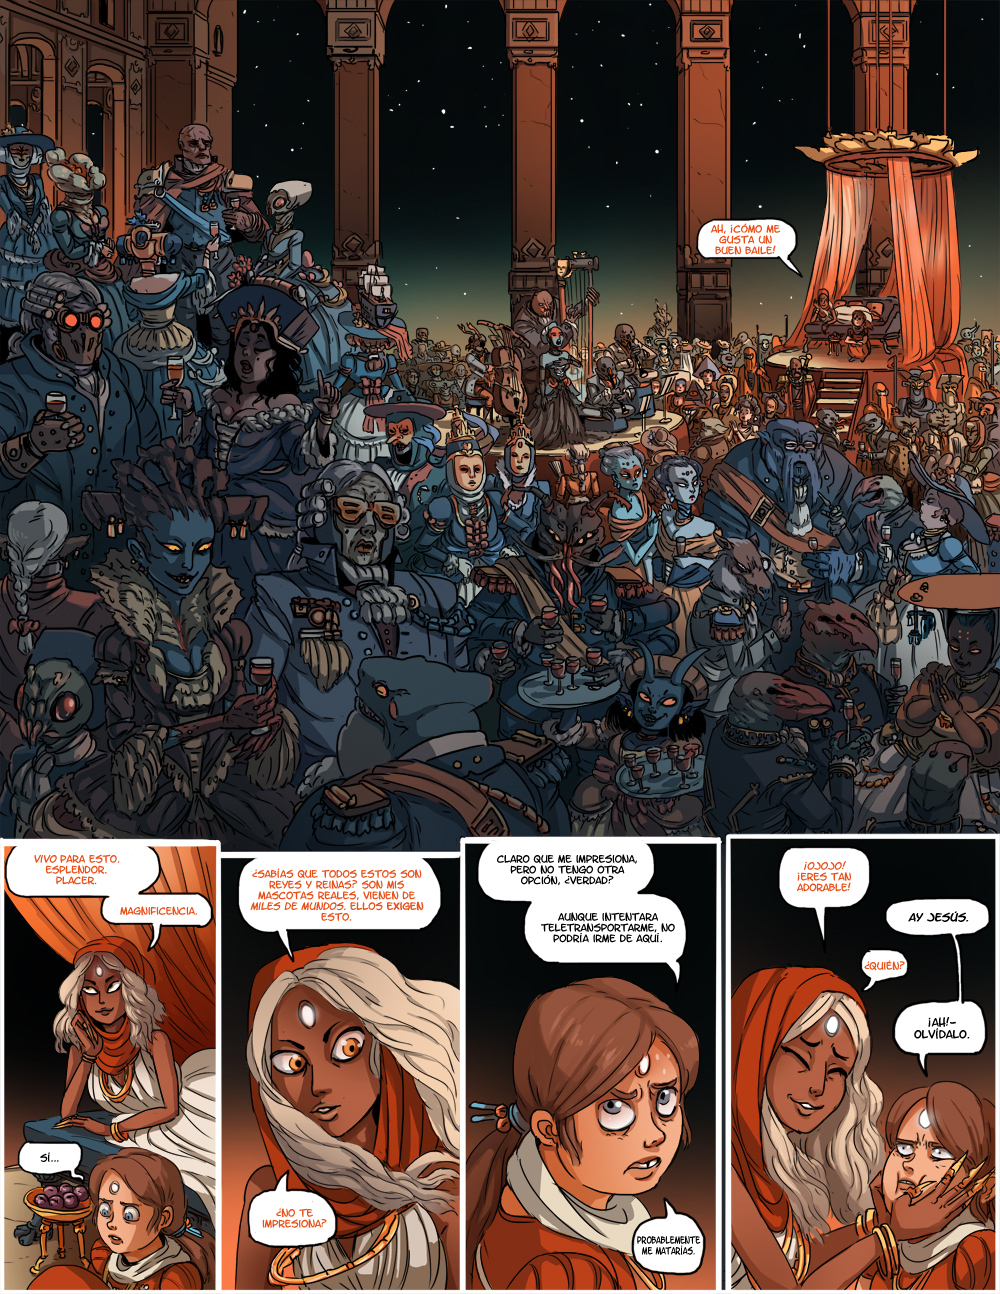 AH, ¡CÓMO ME
GUSTA UN
BUEN BAILE!
VIVO PARA ESTO.
ESPLENDOR.
PLACER.
MAGNIFICENCIA.
SÍ...
¿SABÍAS QUE TODOS ESTOS SON
REYES Y REINAS? SON MIS
MASCOTAS REALES, VIENEN DE
MILES DE MUNDOS. ELLOS EXIGEN
ESTO.
¿NO TE
IMPRESIONA?
CLARO QUE ME IMPRESIONA,
PERO NO TENGO OTRA
OPCIÓN, ¿VERDAD?
AUNQUE INTENTARA
TELETRANSPORTARME, NO
PODRÍA IRME DE AQUÍ.
PROBABLEMENTE
ME MATARÍAS.
¡OJOJO!
¡ERES TAN
ADORABLE!
AY JESÚS.
¿QUIÉN?
¡AH!-
OLVÍDALO.